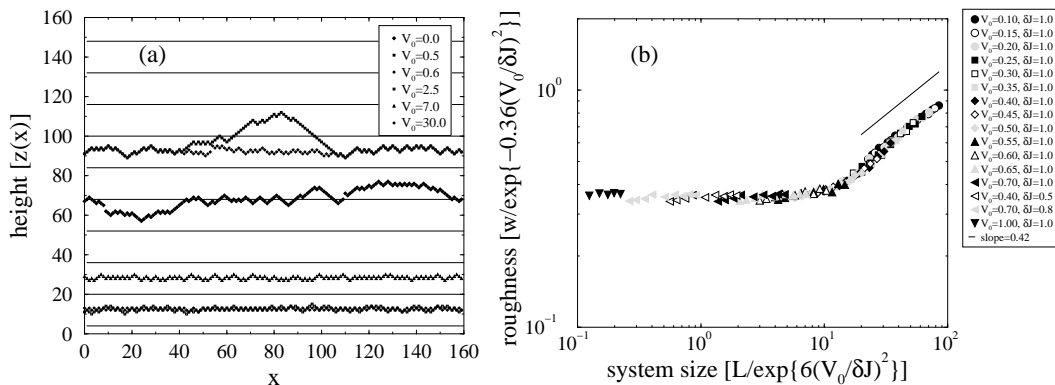 (a)
V₀=0.0
V₀=0.5
V₀=0.6
V₀=2.5
V₀=7.0
V₀=30.0
height [z(x)]
160
140
120
100
80
60
40
20
0
0 20 40 60 80 100 120 140 160
x
(b)
roughness [w/exp{−0.36(V₀/δJ)²}]
10⁰
10⁻¹
10⁻¹ 10⁰ 10¹ 10²
system size [L/exp{6(V₀/δJ)²}]
V₀=0.10, δJ=1.0
V₀=0.15, δJ=1.0
V₀=0.20, δJ=1.0
V₀=0.25, δJ=1.0
V₀=0.30, δJ=1.0
V₀=0.35, δJ=1.0
V₀=0.40, δJ=1.0
V₀=0.45, δJ=1.0
V₀=0.50, δJ=1.0
V₀=0.55, δJ=1.0
V₀=0.60, δJ=1.0
V₀=0.65, δJ=1.0
V₀=0.70, δJ=1.0
V₀=0.40, δJ=0.5
V₀=0.70, δJ=0.8
V₀=1.00, δJ=1.0
slope=0.42